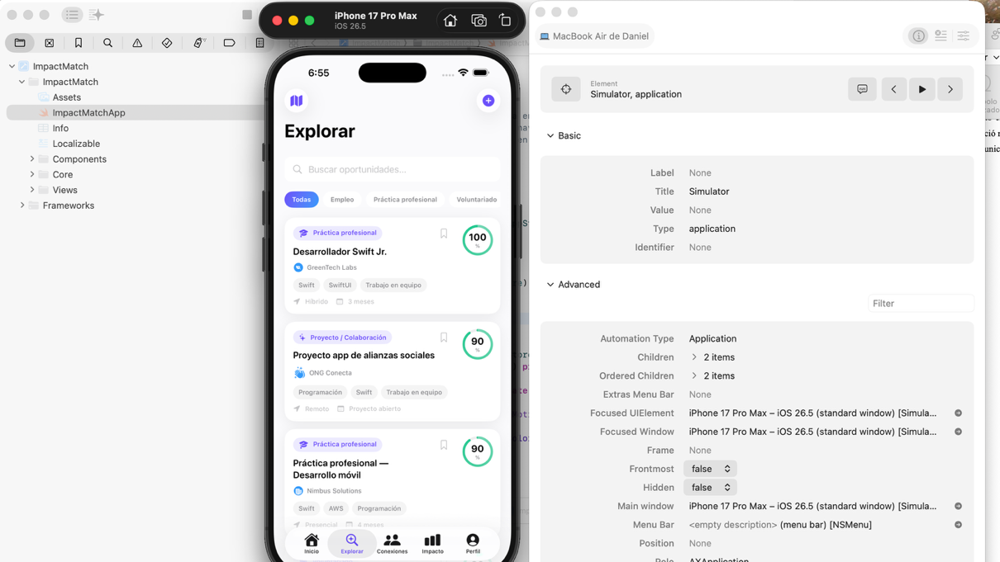 iPhone 17 Pro Max
iOS 26.5
ImpactMatch
ImpactMatch
Assets
ImpactMatchApp
Info
Localizable
Components
Core
Views
Frameworks
6:55
Explorar
Buscar oportunidades...
Todas
Empleo
Práctica profesional
Voluntariado
Práctica profesional
100
%
Desarrollador Swift Jr.
GreenTech Labs
Swift
SwiftUI
Trabajo en equipo
Híbrido
3 meses
Proyecto / Colaboración
90
%
Proyecto app de alianzas sociales
ONG Conecta
Programación
Swift
Trabajo en equipo
Remoto
Proyecto abierto
Práctica profesional
90
%
Práctica profesional —
Desarrollo móvil
Nimbus Solutions
Swift
AWS
Programación
Presencial
4 meses
Inicio
Explorar
Conexiones
Impacto
Perfil
MacBook Air de Daniel
Element
Simulator, application
Basic
Label None
Title Simulator
Value None
Type application
Identifier None
Advanced
Filter
Automation Type Application
Children 2 items
Ordered Children 2 items
Extras Menu Bar None
Focused UIElement iPhone 17 Pro Max – iOS 26.5 (standard window) [Simula...
Focused Window iPhone 17 Pro Max – iOS 26.5 (standard window) [Simula...
Frame None
Frontmost false
Hidden false
Main window iPhone 17 Pro Max – iOS 26.5 (standard window) [Simula...
Menu Bar <empty description> (menu bar) [NSMenu]
Position None
Role AXApplication